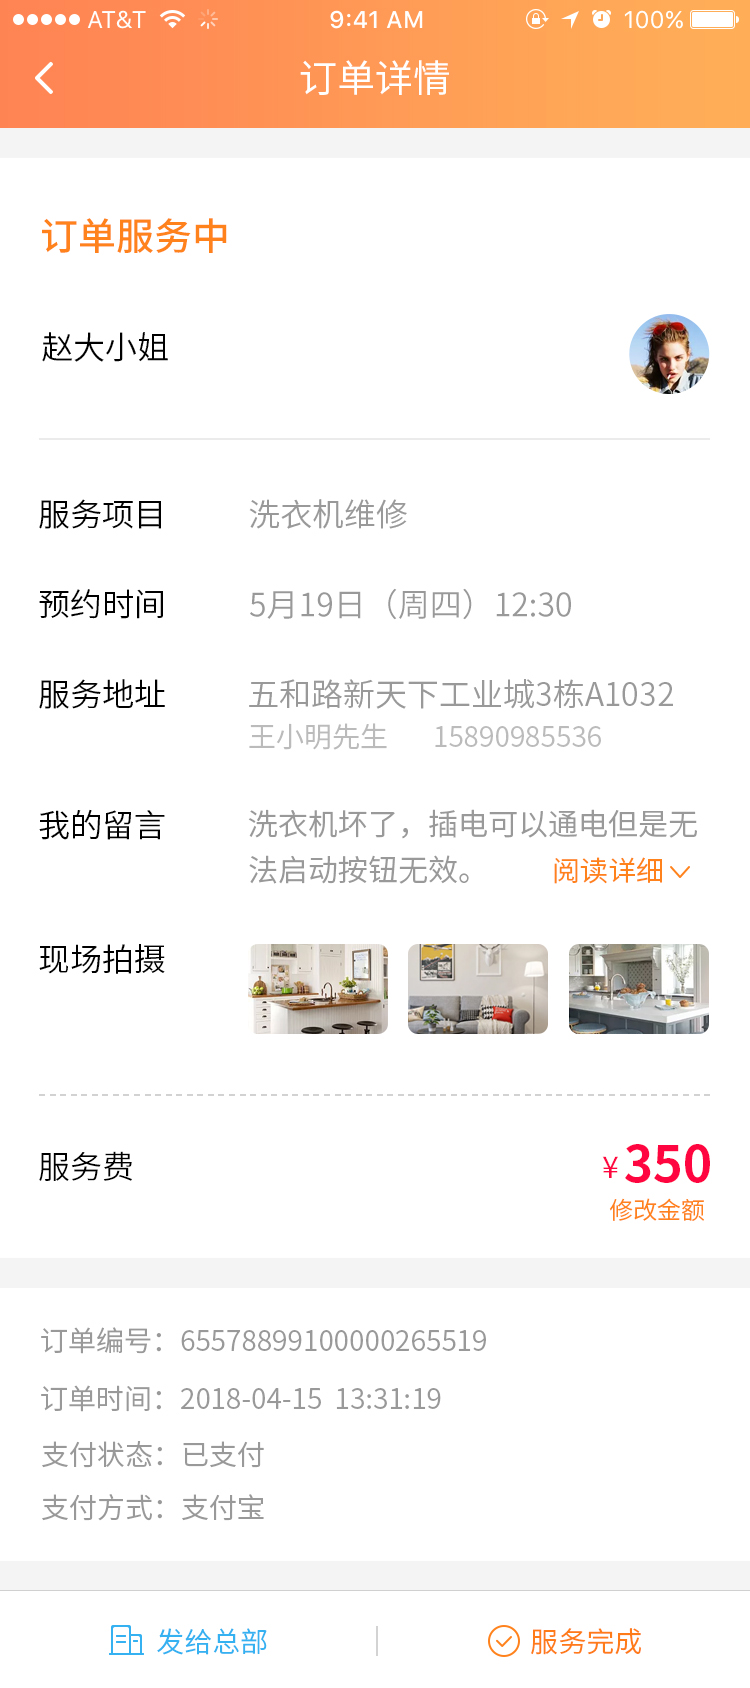 AT&T 9:41 AM 100%
订单详情
订单服务中
赵大小姐
服务项目 洗衣机维修
预约时间 5月19日（周四）12:30
服务地址 五和路新天下工业城3栋A1032
王小明先生 15890985536
我的留言 洗衣机坏了，插电可以通电但是无
法启动按钮无效。 阅读详细
现场拍摄
服务费 ¥350
修改金额
订单编号：65578899100000265519
订单时间：2018-04-15 13:31:19
支付状态：已支付
支付方式：支付宝
发给总部 服务完成